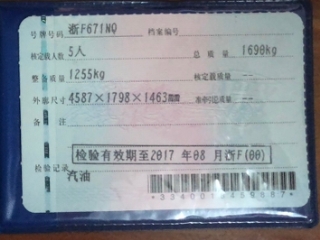 号牌号码 浙F671NQ 档案编号
核定载人数 5人 总质量 1690kg
整备质量 1255kg 核定载质量 --
外廓尺寸 4587×1798×1463mm 准牵引总质量 --
备注
检验有效期至2017 年08 月浙F(00)
检验记录
汽油